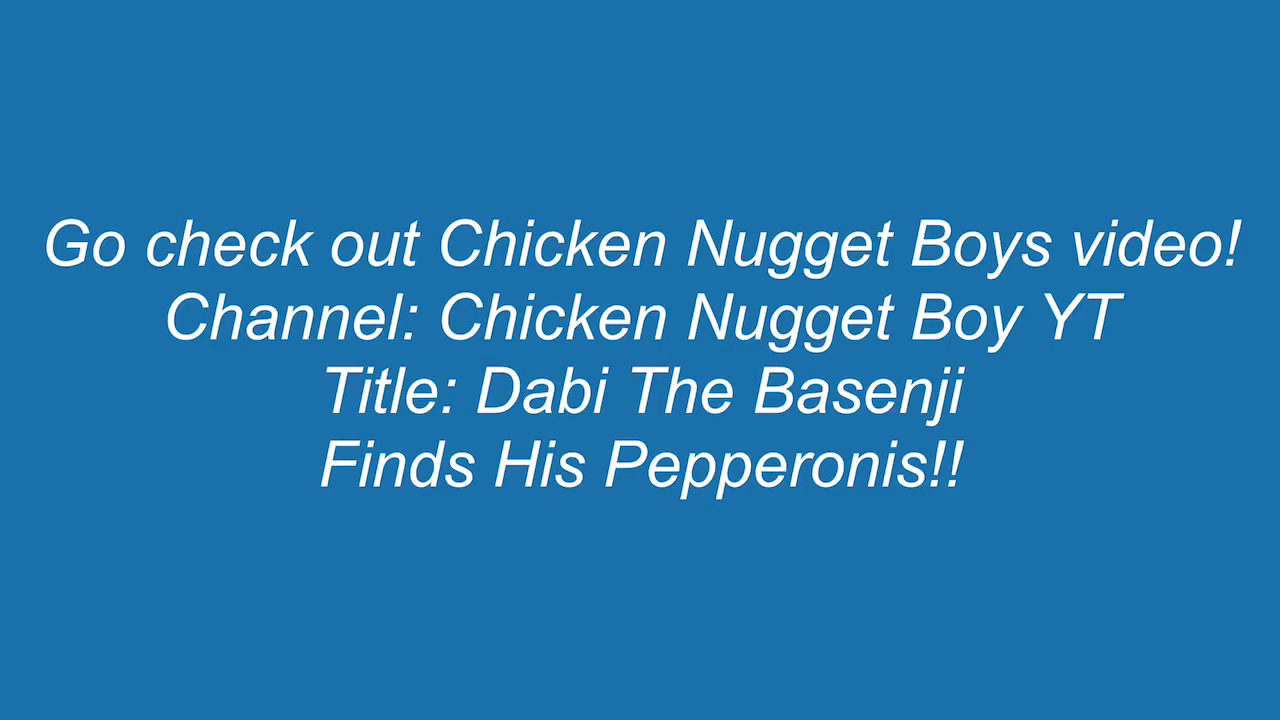 Go check out Chicken Nugget Boys video!
Channel: Chicken Nugget Boy YT
Title: Dabi The Basenji
Finds His Pepperonis!!